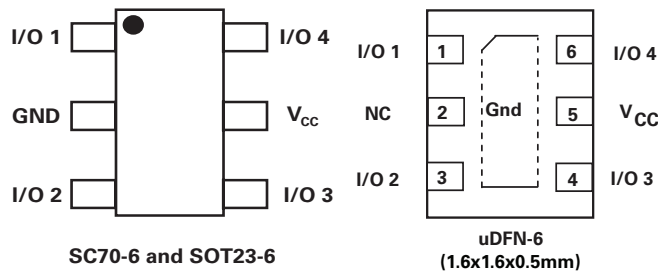 I/O 1
I/O 4
GND
VCC
I/O 2
I/O 3
SC70-6 and SOT23-6
I/O 1
1
6
I/O 4
NC
2
Gnd
5
VCC
I/O 2
3
4
I/O 3
uDFN-6
(1.6x1.6x0.5mm)